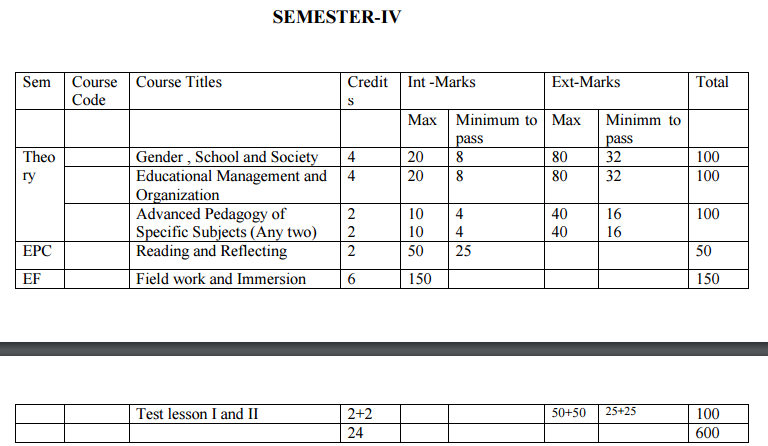 SEMESTER-IV
Sem Course Course Titles Credit Int -Marks Ext-Marks Total
Code s
Max Minimum to Max Minimm to
pass pass
Theo Gender , School and Society 4 20 8 80 32 100
ry Educational Management and 4 20 8 80 32 100
Organization
Advanced Pedagogy of 2 10 4 40 16 100
Specific Subjects (Any two) 2 10 4 40 16
EPC Reading and Reflecting 2 50 25 50
EF Field work and Immersion 6 150 150
Test lesson I and II 2+2 50+50 25+25 100
24 600